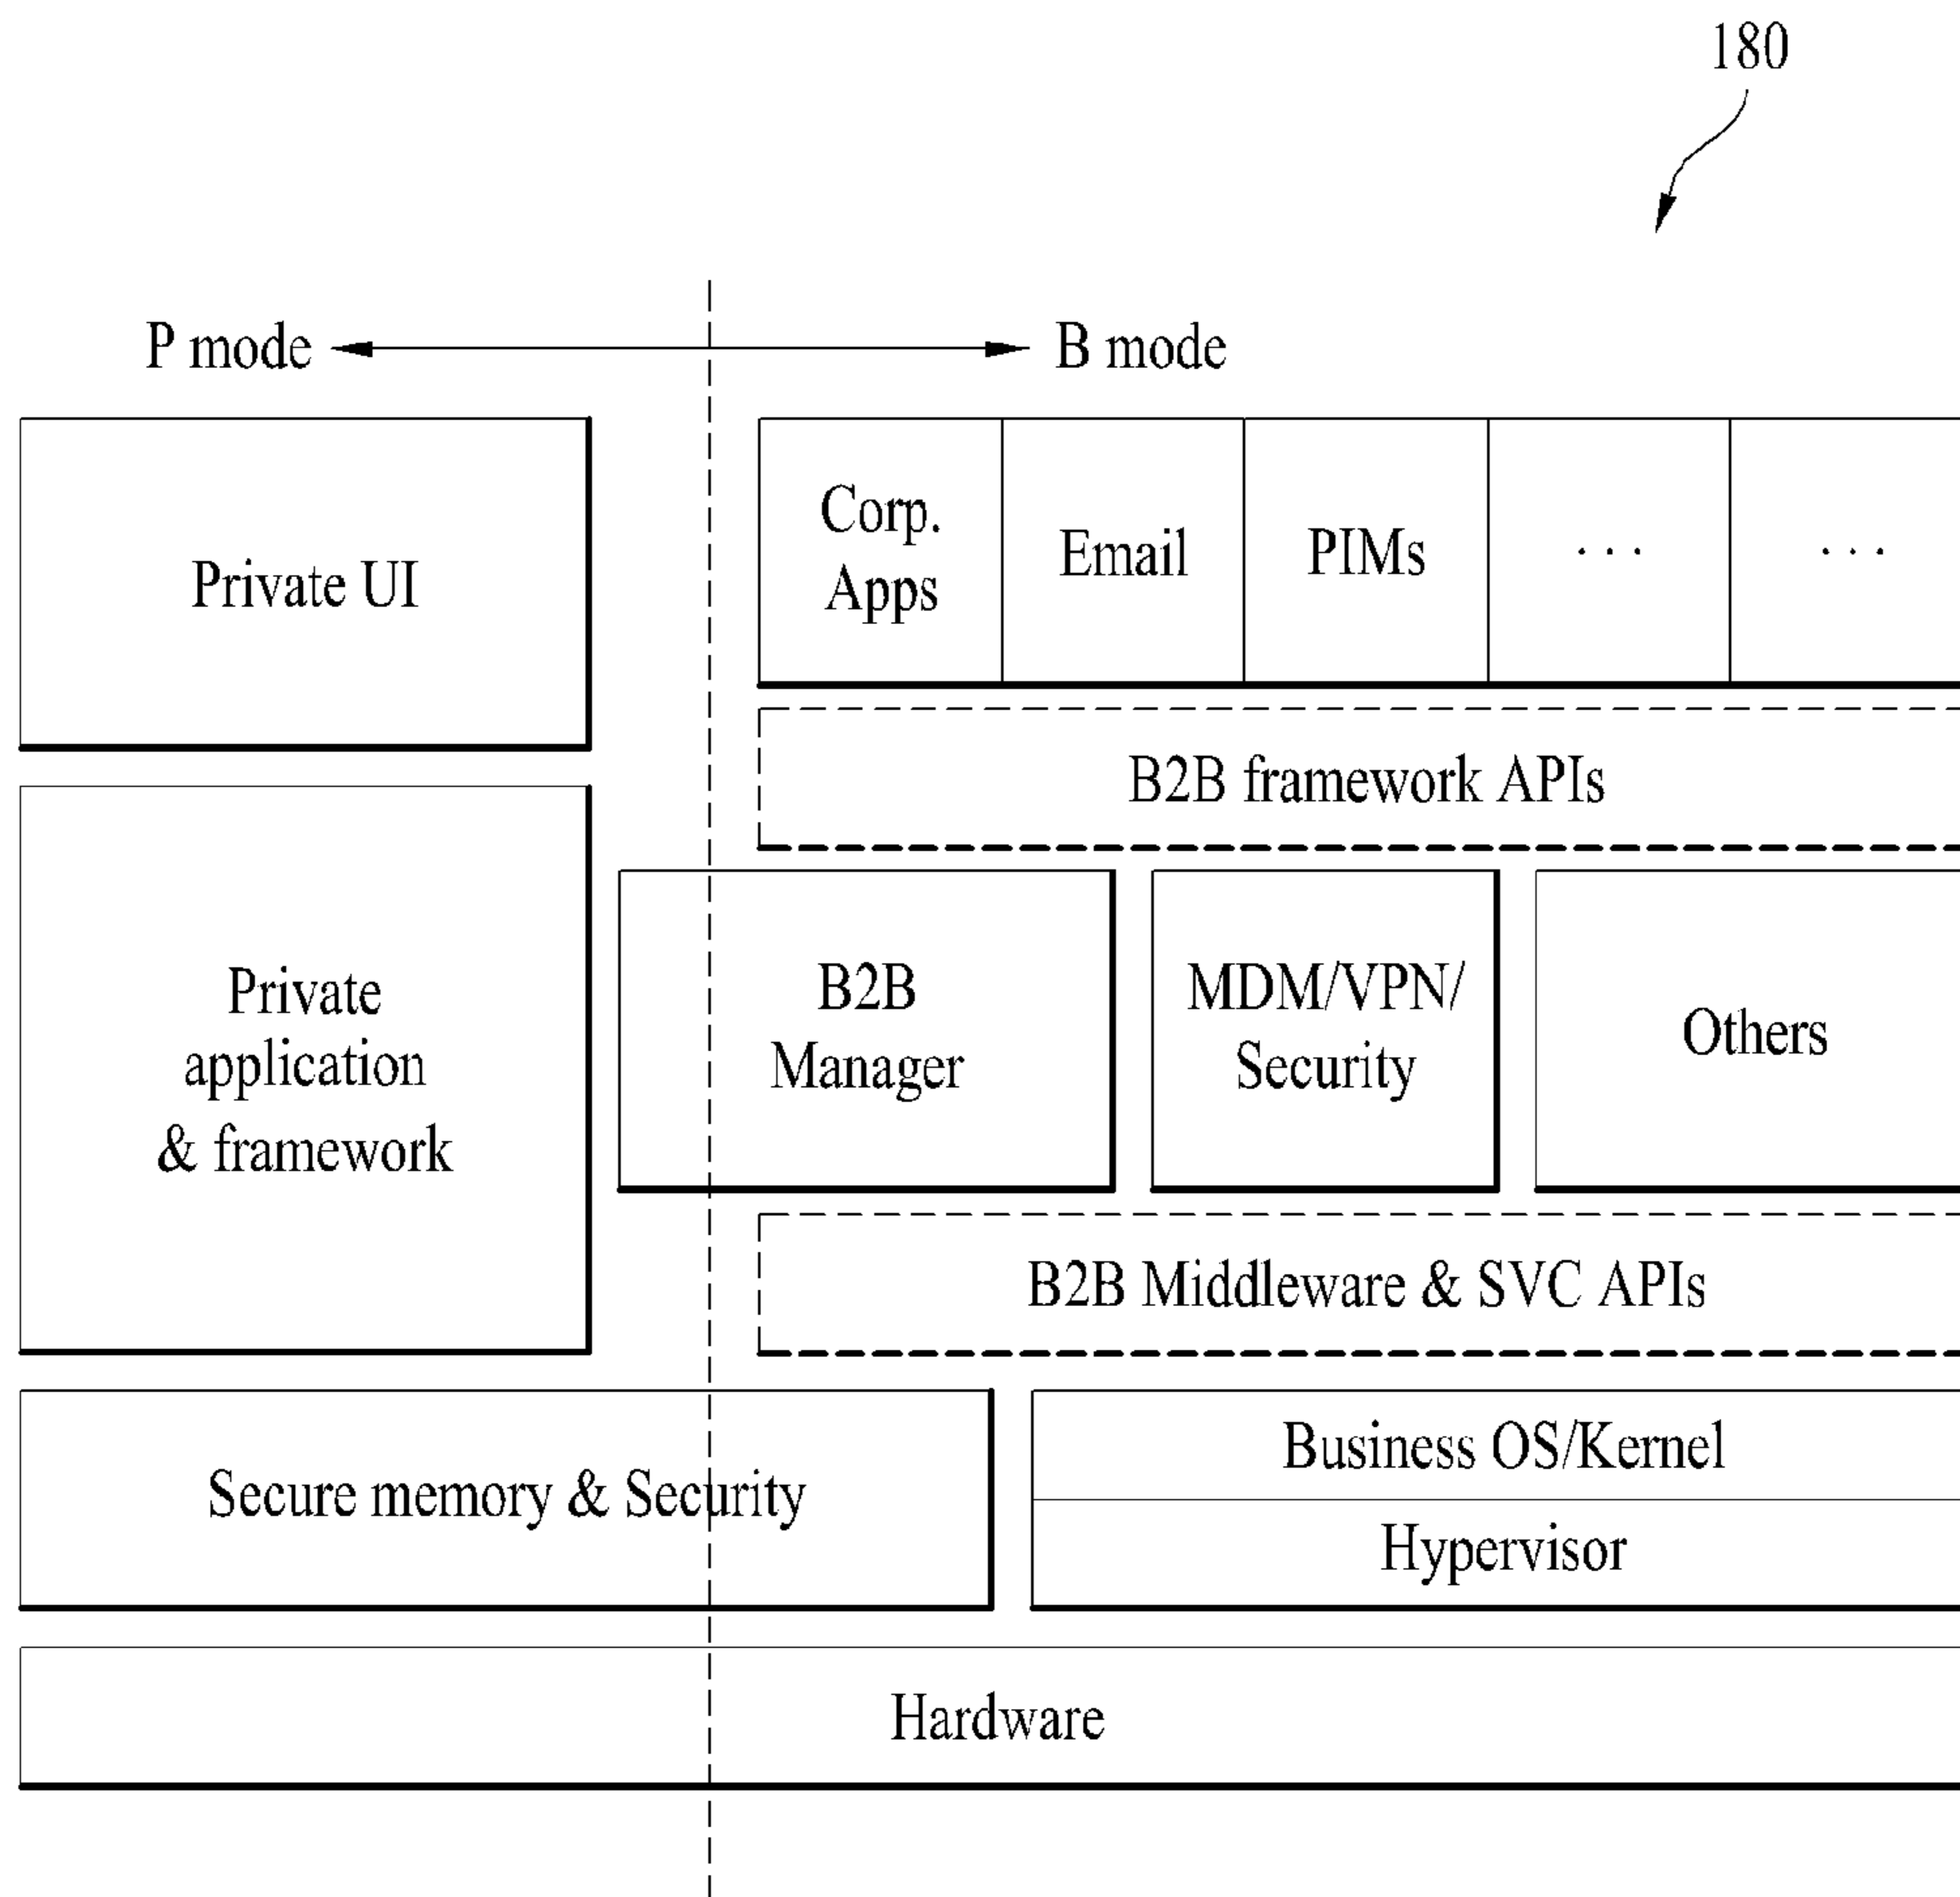 180
P mode
B mode
Private UI
Corp.
Apps
Email
PIMs
...
...
B2B framework APIs
Private
application
& framework
B2B
Manager
MDM/VPN/
Security
Others
B2B Middleware & SVC APIs
Secure memory & Security
Business OS/Kernel
Hypervisor
Hardware